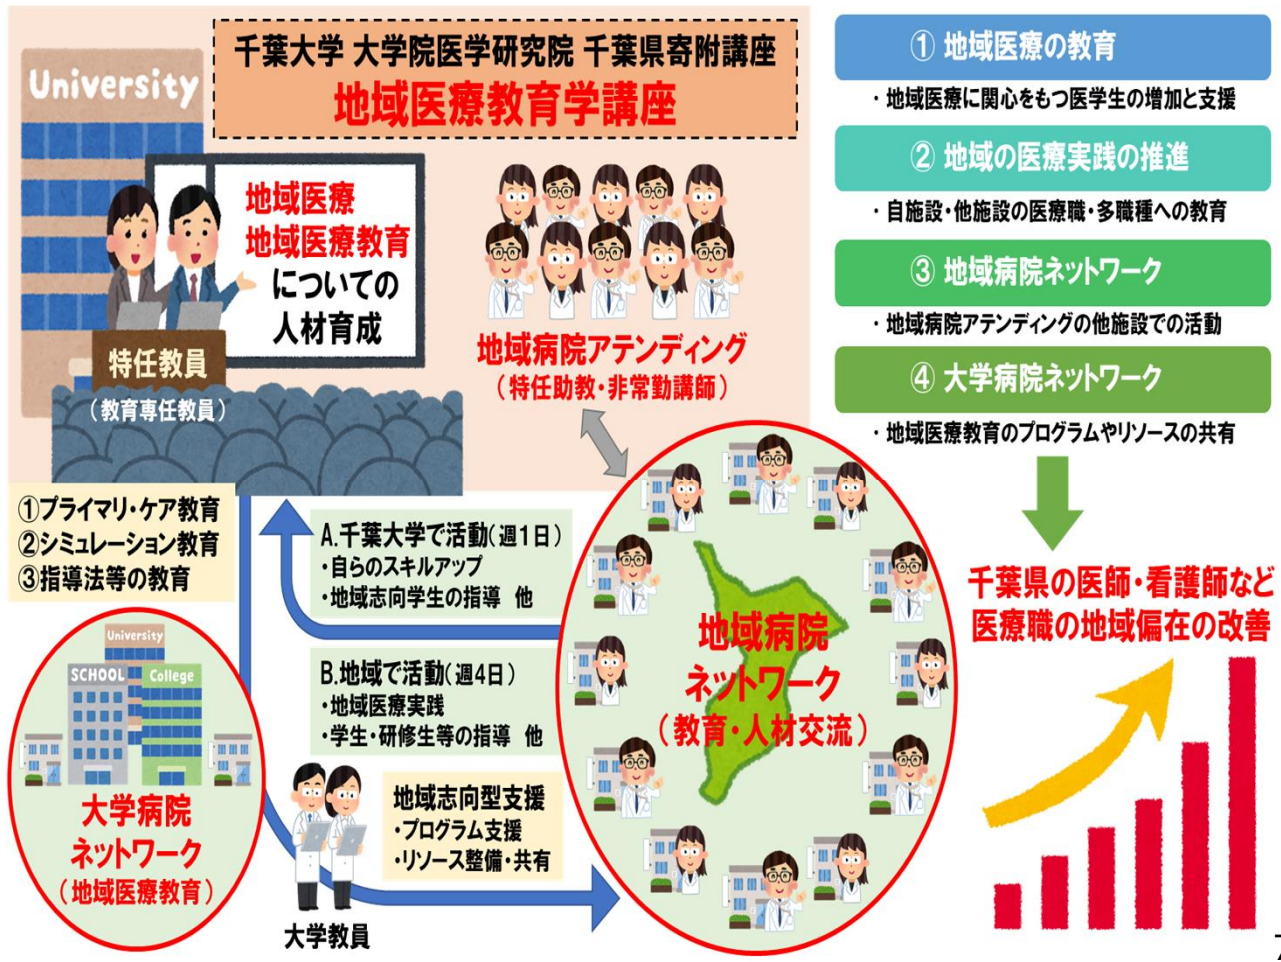 千葉大学 大学院医学研究院 千葉県寄附講座
地域医療教育学講座
University
地域医療
地域医療教育
についての
人材育成
特任教員
（教育専任教員）
地域病院アテンディング
（特任助教・非常勤講師）
① 地域医療の教育
・地域医療に関心をもつ医学生の増加と支援
② 地域の医療実践の推進
・自施設・他施設の医療職・多職種への教育
③ 地域病院ネットワーク
・地域病院アテンディングの他施設での活動
④ 大学病院ネットワーク
・地域医療教育のプログラムやリソースの共有
千葉県の医師・看護師など
医療職の地域偏在の改善
①プライマリ・ケア教育
②シミュレーション教育
③指導法等の教育
A.千葉大学で活動（週1日）
・自らのスキルアップ
・地域志向学生の指導 他
B.地域で活動（週4日）
・地域医療実践
・学生・研修生等の指導 他
地域志向型支援
・プログラム支援
・リソース整備・共有
大学教員
University
SCHOOL
College
大学病院
ネットワーク
（地域医療教育）
地域病院
ネットワーク
（教育・人材交流）